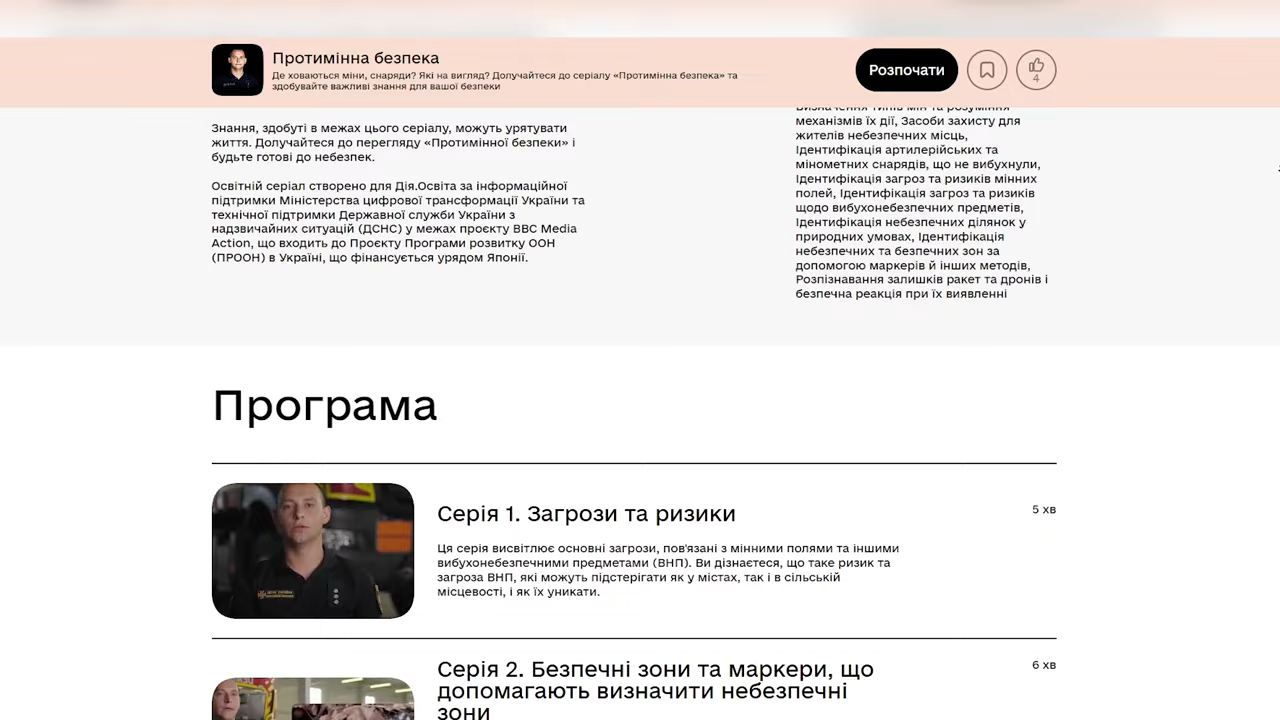 Протимінна безпека
Де ховаються міни, снаряди? Які на вигляд? Долучайтеся до серіалу «Протимінна безпека» та
здобувайте важливі знання для вашої безпеки
Розпочати
4
Знання, здобуті в межах цього серіалу, можуть урятувати
життя. Долучайтеся до перегляду «Протимінної безпеки» і
будьте готові до небезпек.
Освітній серіал створено для Дія.Освіта за інформаційної
підтримки Міністерства цифрової трансформації України та
технічної підтримки Державної служби України з
надзвичайних ситуацій (ДСНС) у межах проєкту BBC Media
Action, що входить до Проєкту Програми розвитку ООН
(ПРООН) в Україні, що фінансується урядом Японії.
Визначення типів мін та розуміння
механізмів їх дії, Засоби захисту для
жителів небезпечних місць,
Ідентифікація артилерійських та
мінометних снарядів, що не вибухнули,
Ідентифікація загроз та ризиків мінних
полей, Ідентифікація загроз та ризиків
щодо вибухонебезпечних предметів,
Ідентифікація небезпечних ділянок у
природних умовах, Ідентифікація
небезпечних та безпечних зон за
допомогою маркерів й інших методів,
Розпізнавання залишків ракет та дронів і
безпечна реакція при їх виявленні
Програма
Серія 1. Загрози та ризики
5 хв
Ця серія висвітлює основні загрози, пов'язані з мінними полями та іншими
вибухонебезпечними предметами (ВНП). Ви дізнаєтеся, що таке ризик та
загроза ВНП, які можуть підстерігати як у містах, так і в сільській
місцевості, і як їх уникати.
Серія 2. Безпечні зони та маркери, що
6 хв
допомагають визначити небезпечні
зони